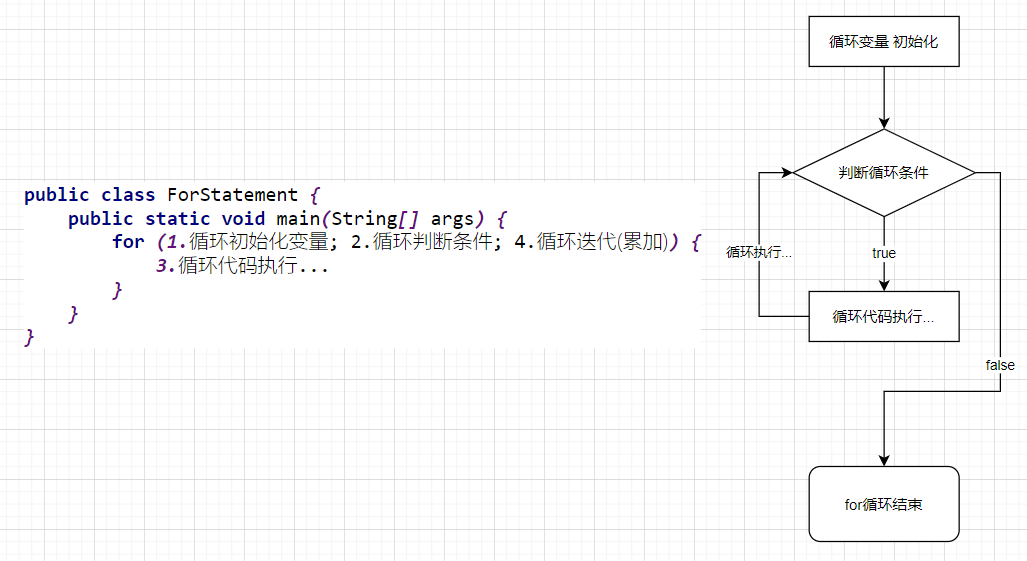 循环变量 初始化
判断循环条件
public class ForStatement {
public static void main(String[] args) {
for (1.循环初始化变量; 2.循环判断条件; 4.循环迭代(累加)) {
3.循环代码执行...
}
}
}
循环执行...
true
循环代码执行...
false
for循环结束